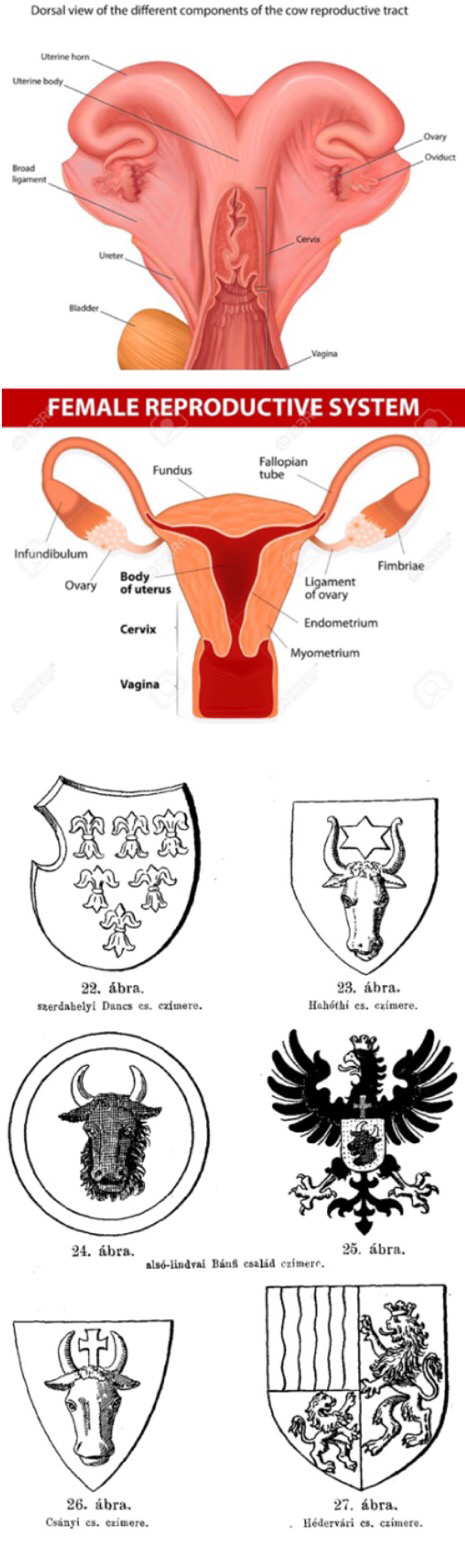 Dorsal view of the different components of the cow reproductive tract
Uterine horn
Uterine body
Ovary
Oviduct
Broad
ligament
Cervix
Ureter
Bladder
Vagina
FEMALE REPRODUCTIVE SYSTEM
Fundus
Fallopian
tube
Infundibulum
Ovary
Fimbriae
Body
of uterus
Ligament
of ovary
Endometrium
Cervix
Myometrium
Vagina
22. ábra.
szerdahelyi Dancs cs. czímere.
23. ábra.
Hahóthi cs. czímere.
24. ábra.
25. ábra.
alsó-lindvai Bánfi család czímere.
26. ábra.
Csányi cs. czímere.
27. ábra.
Hédervári cs. czímere.